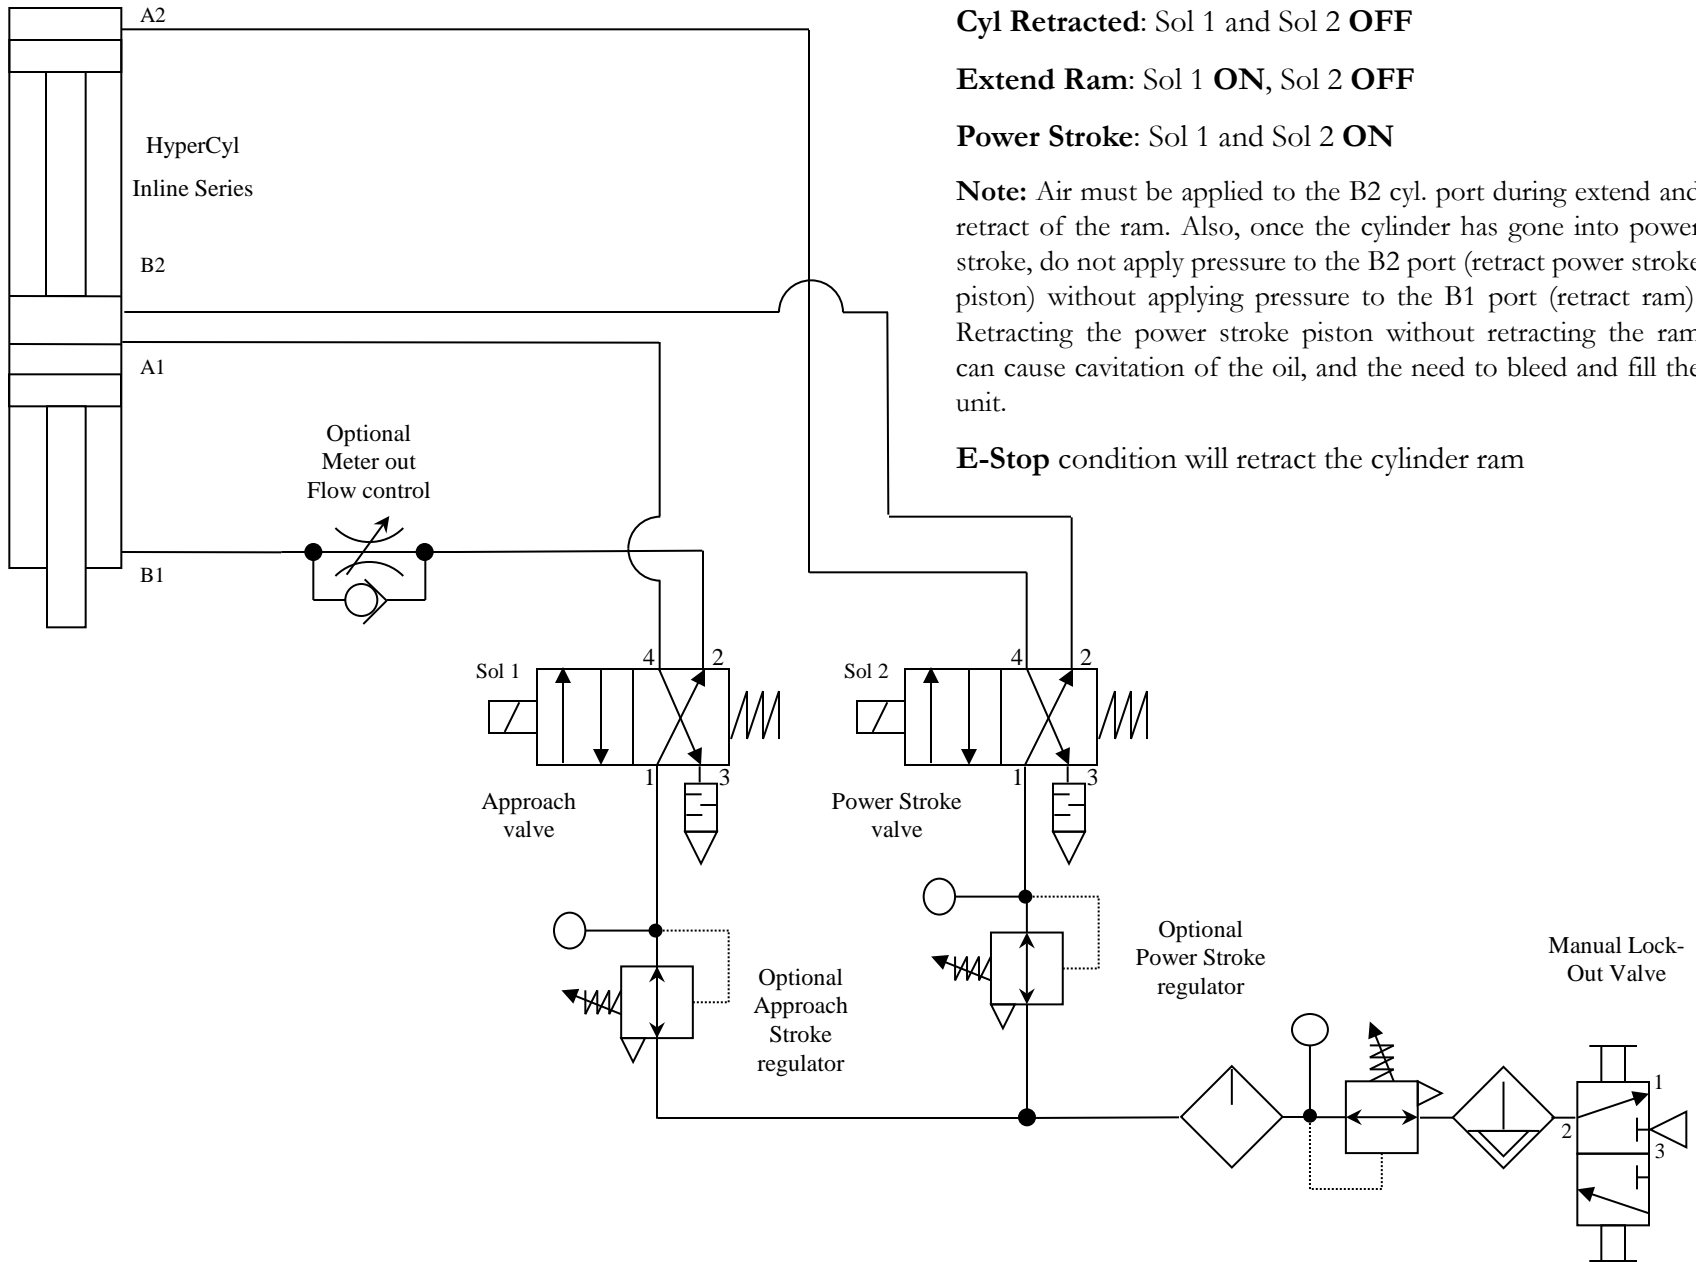 A2
Cyl Retracted: Sol 1 and Sol 2 OFF
Extend Ram: Sol 1 ON, Sol 2 OFF
Power Stroke: Sol 1 and Sol 2 ON
HyperCyl
Inline Series
Note: Air must be applied to the B2 cyl. port during extend and
retract of the ram. Also, once the cylinder has gone into power
stroke, do not apply pressure to the B2 port (retract power stroke
piston) without applying pressure to the B1 port (retract ram)
Retracting the power stroke piston without retracting the ram
can cause cavitation of the oil, and the need to bleed and fill the
unit.
E-Stop condition will retract the cylinder ram
B2
A1
Optional
Meter out
Flow control
B1
Sol 1
4
2
1
3
Approach
valve
Sol 2
4
2
1
3
Power Stroke
valve
Optional
Approach
Stroke
regulator
Optional
Power Stroke
regulator
Manual Lock-
Out Valve
1
2
3